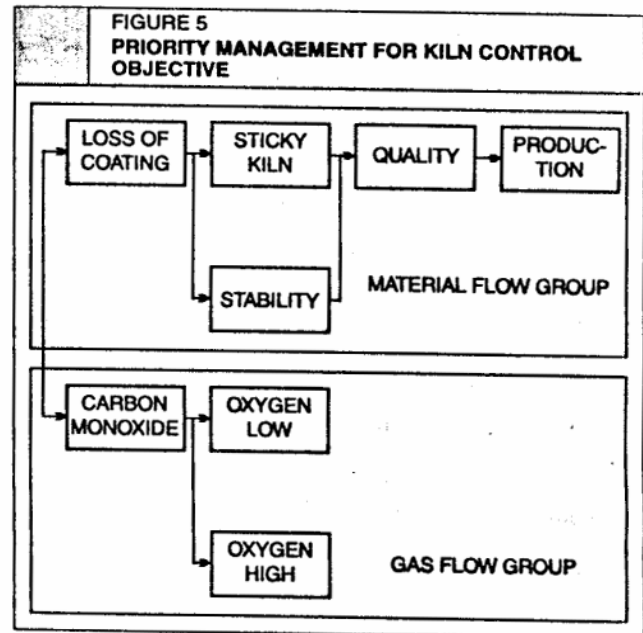 FIGURE 5
PRIORITY MANAGEMENT FOR KILN CONTROL
OBJECTIVE
LOSS OF
COATING
STICKY
KILN
QUALITY
PRODUC-
TION
STABILITY
MATERIAL FLOW GROUP
CARBON
MONOXIDE
OXYGEN
LOW
OXYGEN
HIGH
GAS FLOW GROUP